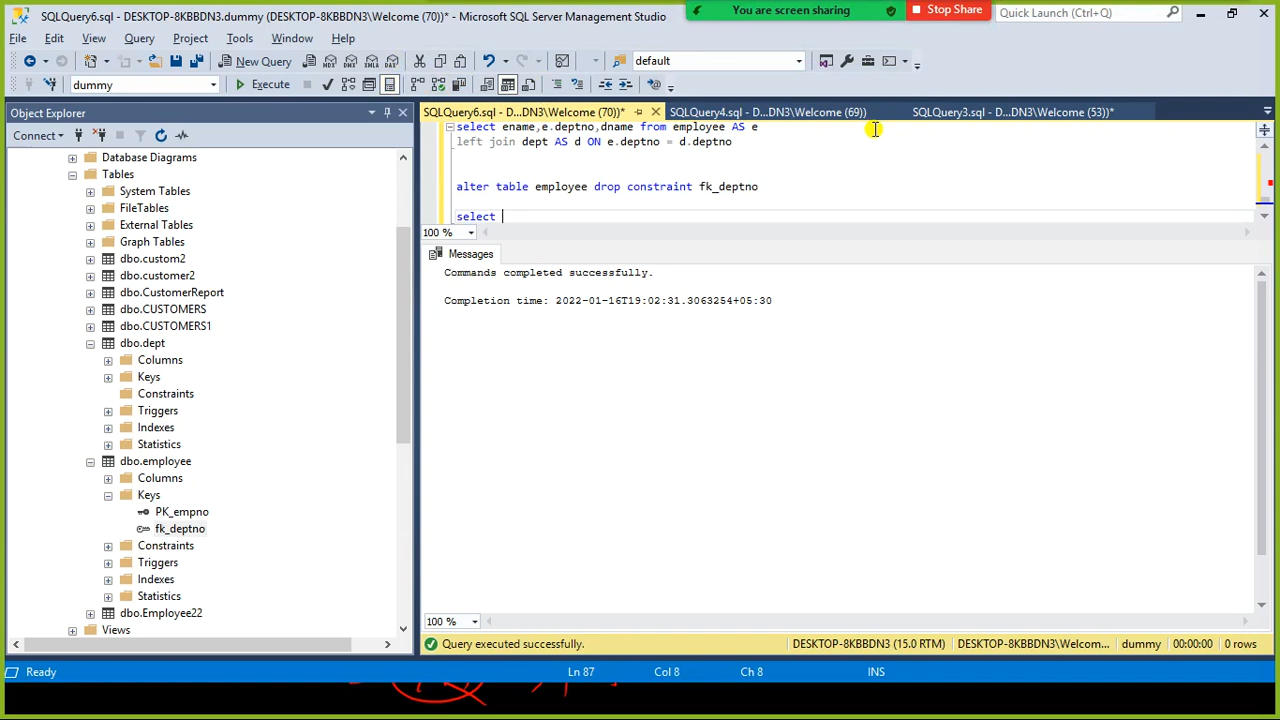 SQLQuery6.sql - DESKTOP-8KBBDN3.dummy (DESKTOP-8KBBDN3\Welcome (70))* - Microsoft SQL Server Management Studio
You are screen sharing
Stop Share
Quick Launch (Ctrl+Q)
File Edit View Query Project Tools Window Help
New Query
default
dummy
Execute
Object Explorer
SQLQuery6.sql - D...DN3\Welcome (70))*
SQLQuery4.sql - D...DN3\Welcome (69))
SQLQuery3.sql - D...DN3\Welcome (53))*
Connect
Database Diagrams
Tables
System Tables
FileTables
External Tables
Graph Tables
dbo.custom2
dbo.customer2
dbo.CustomerReport
dbo.CUSTOMERS
dbo.CUSTOMERS1
dbo.dept
Columns
Keys
Constraints
Triggers
Indexes
Statistics
dbo.employee
Columns
Keys
PK_empno
fk_deptno
Constraints
Triggers
Indexes
Statistics
dbo.Employee22
Views
select ename,e.deptno,dname from employee AS e
left join dept AS d ON e.deptno = d.deptno
alter table employee drop constraint fk_deptno
select
100 %
Messages
Commands completed successfully.
Completion time: 2022-01-16T19:02:31.3063254+05:30
100 %
Query executed successfully.
DESKTOP-8KBBDN3 (15.0 RTM)
DESKTOP-8KBBDN3\Welcom...
dummy
00:00:00
0 rows
Ready
Ln 87
Col 8
Ch 8
INS